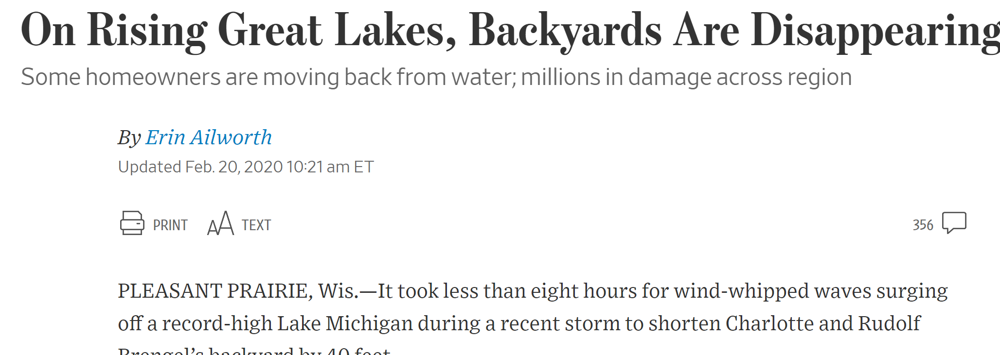 On Rising Great Lakes, Backyards Are Disappearing
Some homeowners are moving back from water; millions in damage across region
By Erin Ailworth
Updated Feb. 20, 2020 10:21 am ET
PRINT AA TEXT 356
PLEASANT PRAIRIE, Wis.—It took less than eight hours for wind-whipped waves surging
off a record-high Lake Michigan during a recent storm to shorten Charlotte and Rudolf
Brengel’s backyard by 40 feet